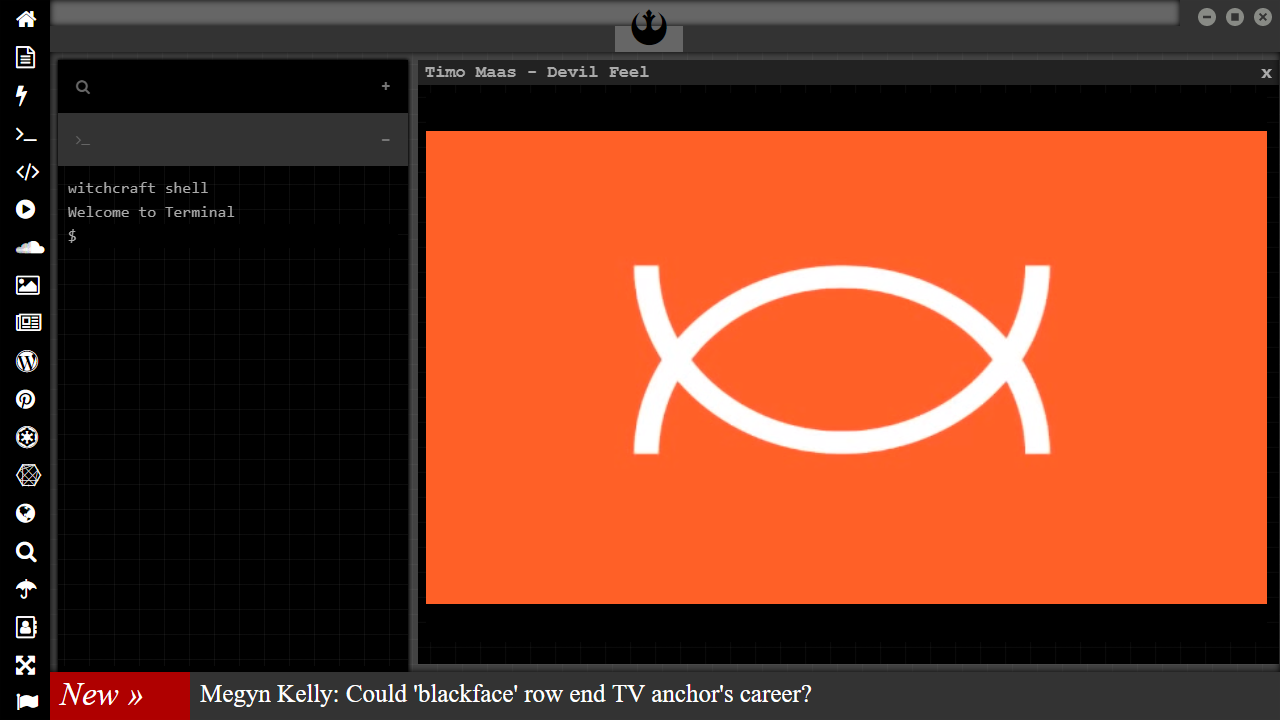 Timo Maas - Devil Feel
x
+
>_
-
witchcraft shell
Welcome to Terminal
$
New »
Megyn Kelly: Could 'blackface' row end TV anchor's career?